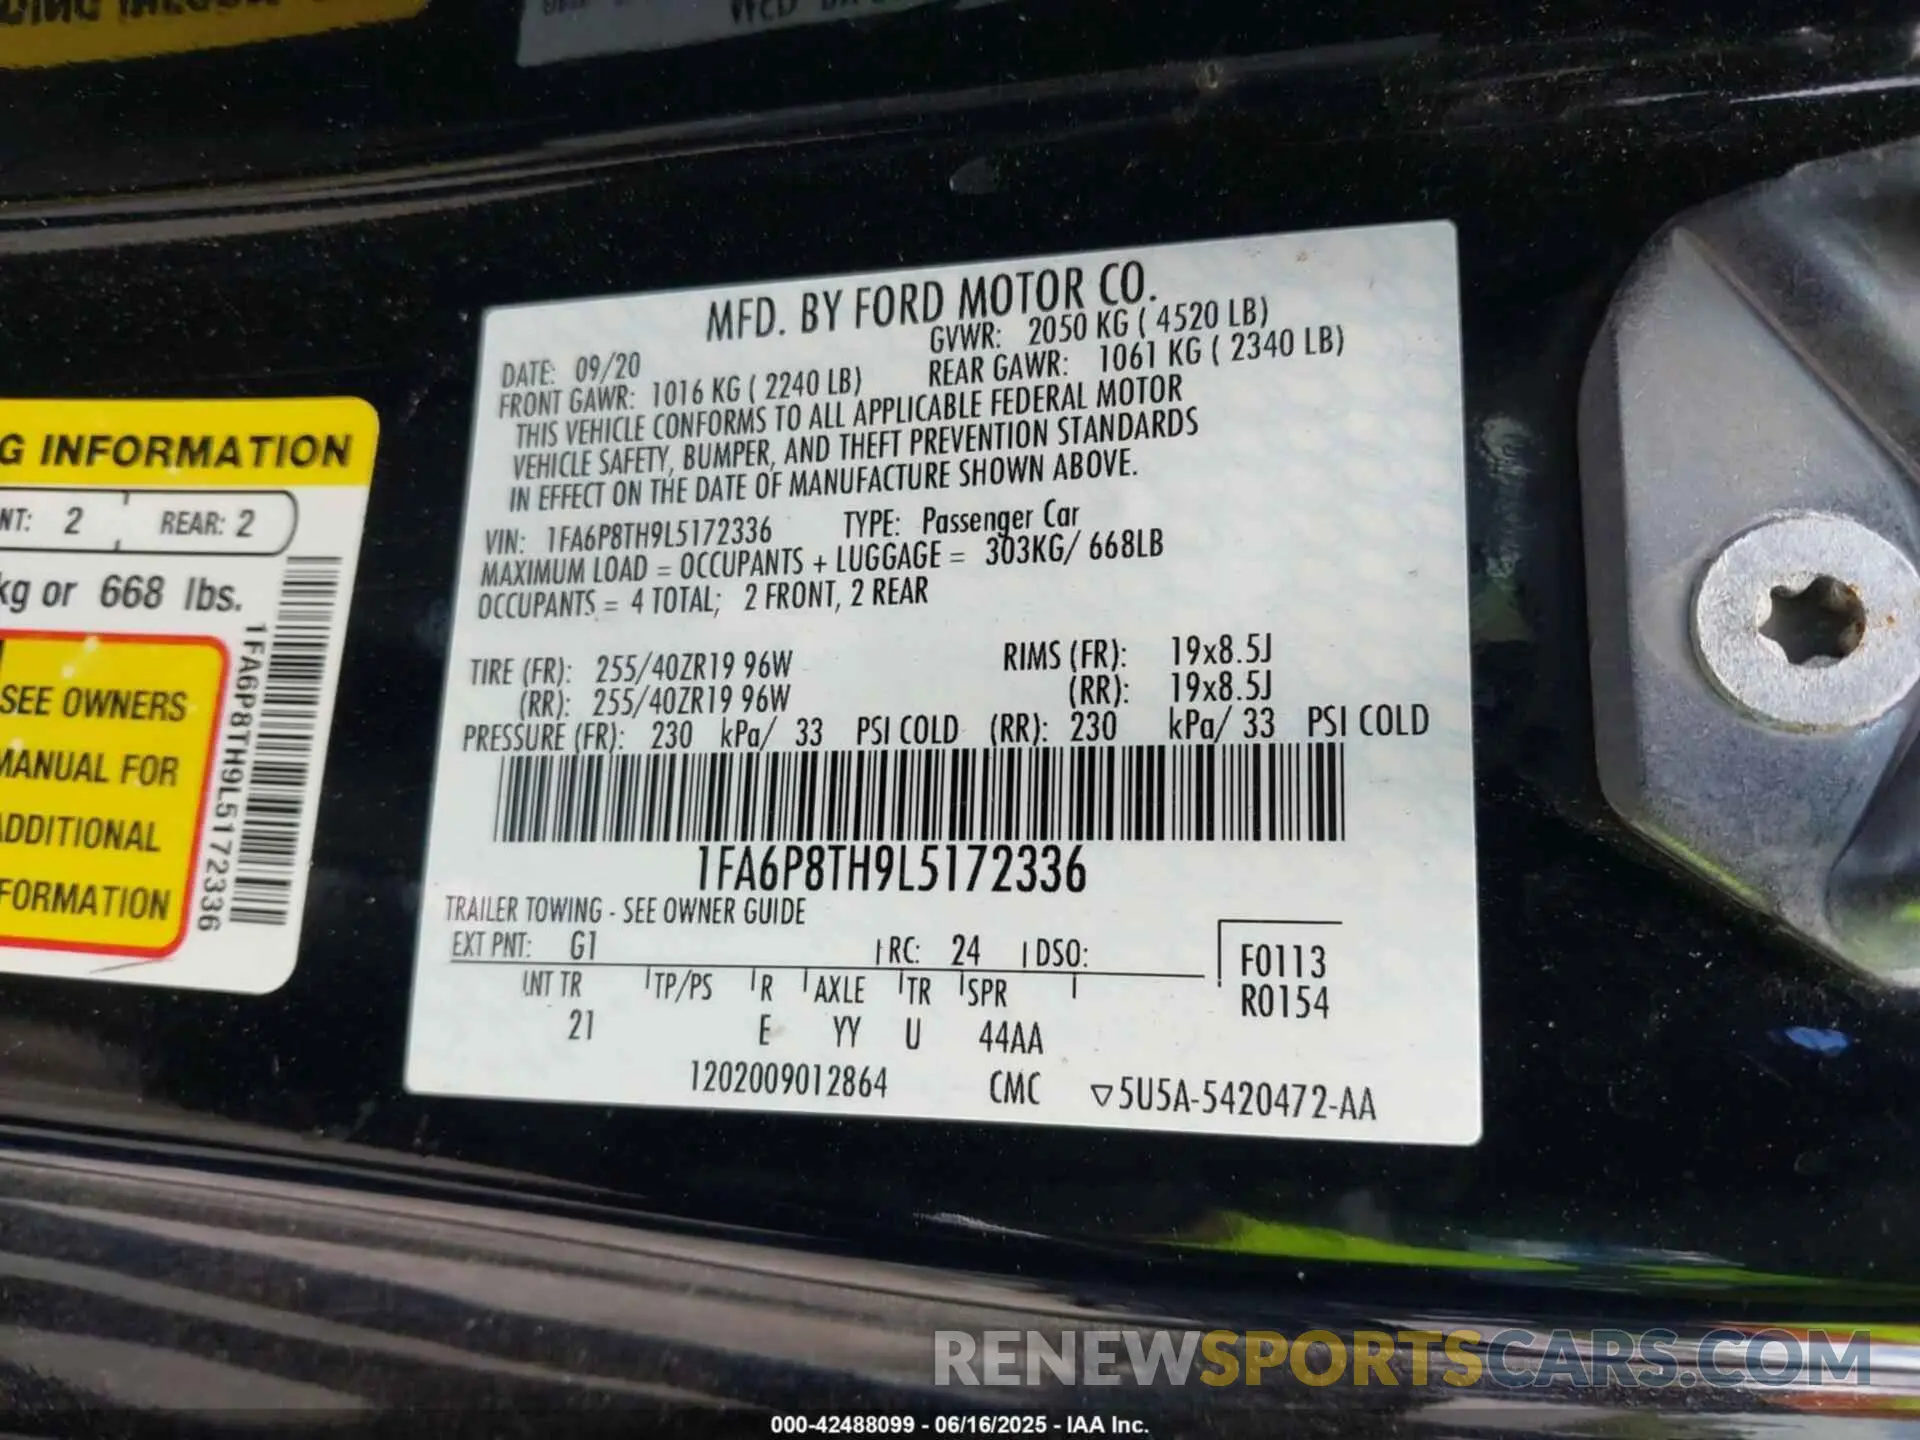 MFD. BY FORD MOTOR CO.
DATE: 09/20 GVWR: 2050 KG ( 4520 LB)
FRONT GAWR: 1016 KG ( 2240 LB) REAR GAWR: 1061 KG ( 2340 LB)
THIS VEHICLE CONFORMS TO ALL APPLICABLE FEDERAL MOTOR
VEHICLE SAFETY, BUMPER, AND THEFT PREVENTION STANDARDS
IN EFFECT ON THE DATE OF MANUFACTURE SHOWN ABOVE.
VIN: 1FA6P8TH9L5172336 TYPE: Passenger Car
MAXIMUM LOAD = OCCUPANTS + LUGGAGE = 303KG/ 668LB
OCCUPANTS = 4 TOTAL; 2 FRONT, 2 REAR
TIRE (FR): 255/40ZR19 96W RIMS (FR): 19x8.5J
(RR): 255/40ZR19 96W (RR): 19x8.5J
PRESSURE (FR): 230 kPa/ 33 PSI COLD (RR): 230 kPa/ 33 PSI COLD
1FA6P8TH9L5172336
TRAILER TOWING - SEE OWNER GUIDE
EXT PNT: G1 RC: 24 DSO: F0113
INT TR TP/PS R AXLE TR SPR R0154
21 E YY U 44AA
1202009012864 CMC ▽5U5A-5420472-AA
G INFORMATION
NT: 2 REAR: 2
kg or 668 lbs.
SEE OWNERS
MANUAL FOR
ADDITIONAL
FORMATION
1FA6P8TH9L5172336
RENEWSPORTSCARS.COM
000-42488099 - 06/16/2025 - IAA Inc.